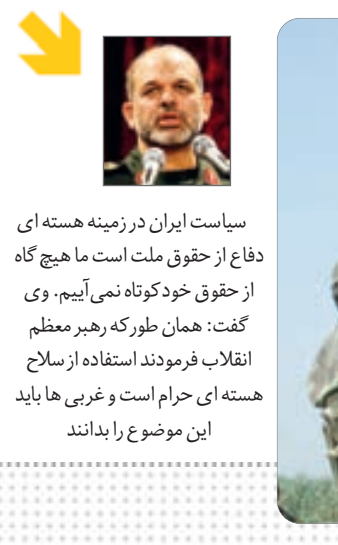 سیاست ایران در زمینه هسته ای
دفاع از حقوق ملت است ما هیچ گاه
از حقوق خود کوتاه نمی‌آییم. وی
گفت: همان طور که رهبر معظم
انقلاب فرمودند استفاده از سلاح
هسته ای حرام است و غربی ها باید
این موضوع را بدانند